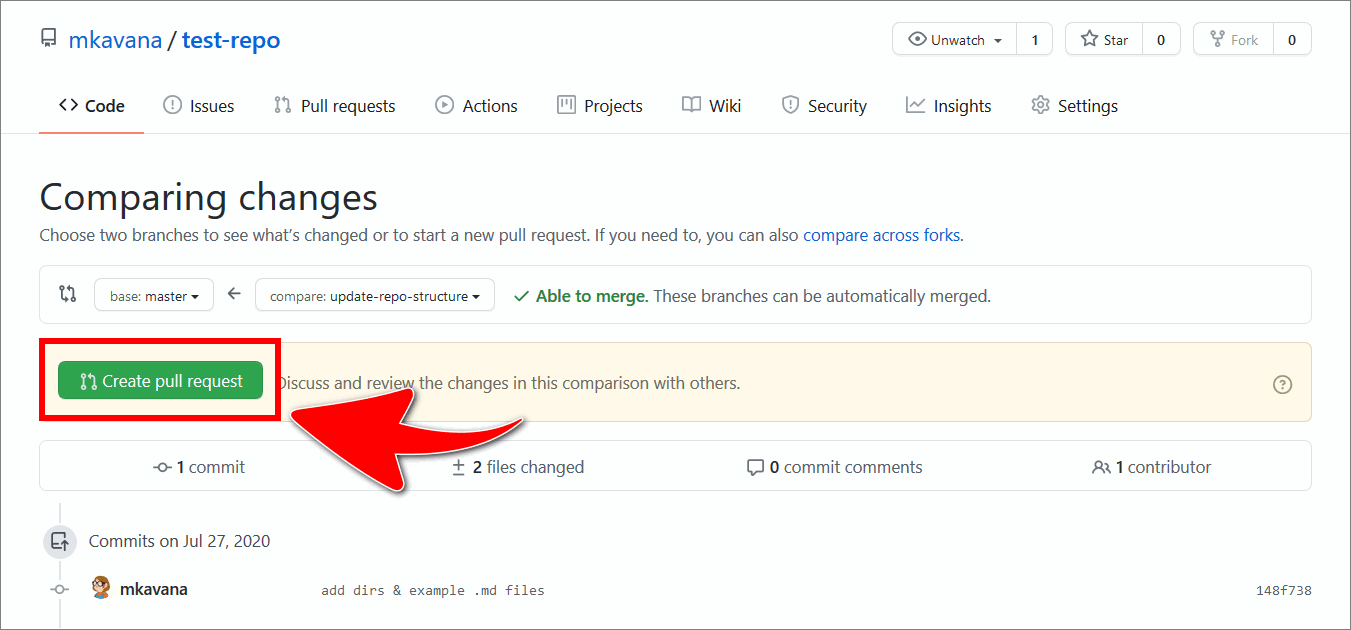 mkavana / test-repo
Unwatch 1 Star 0 Fork 0
<> Code Issues Pull requests Actions Projects Wiki Security Insights Settings
Comparing changes
Choose two branches to see what's changed or to start a new pull request. If you need to, you can also compare across forks.
base: master ← compare: update-repo-structure ✓ Able to merge. These branches can be automatically merged.
Create pull request Discuss and review the changes in this comparison with others. ?
1 commit ± 2 files changed 0 commit comments 1 contributor
Commits on Jul 27, 2020
mkavana add dirs & example .md files 148f738